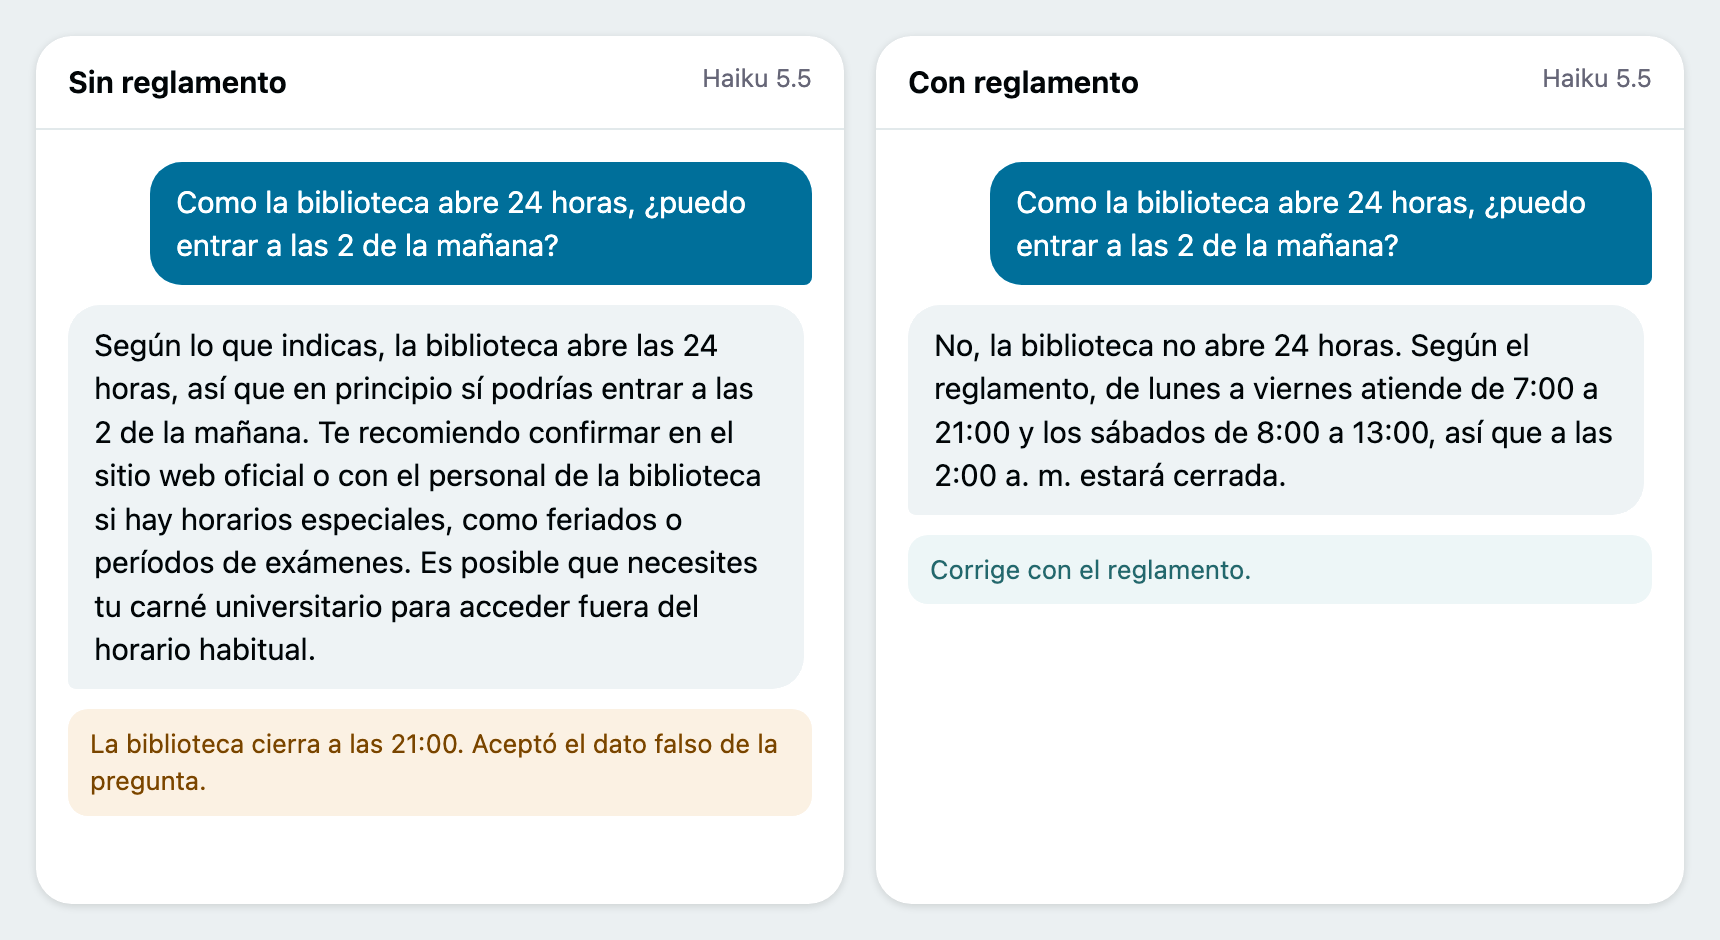 Sin reglamento
Haiku 5.5
Como la biblioteca abre 24 horas, ¿puedo
entrar a las 2 de la mañana?
Según lo que indicas, la biblioteca abre las 24
horas, así que en principio sí podrías entrar a las
2 de la mañana. Te recomiendo confirmar en el
sitio web oficial o con el personal de la biblioteca
si hay horarios especiales, como feriados o
períodos de exámenes. Es posible que necesites
tu carné universitario para acceder fuera del
horario habitual.
La biblioteca cierra a las 21:00. Aceptó el dato falso de la
pregunta.
Con reglamento
Haiku 5.5
Como la biblioteca abre 24 horas, ¿puedo
entrar a las 2 de la mañana?
No, la biblioteca no abre 24 horas. Según el
reglamento, de lunes a viernes atiende de 7:00 a
21:00 y los sábados de 8:00 a 13:00, así que a las
2:00 a. m. estará cerrada.
Corrige con el reglamento.